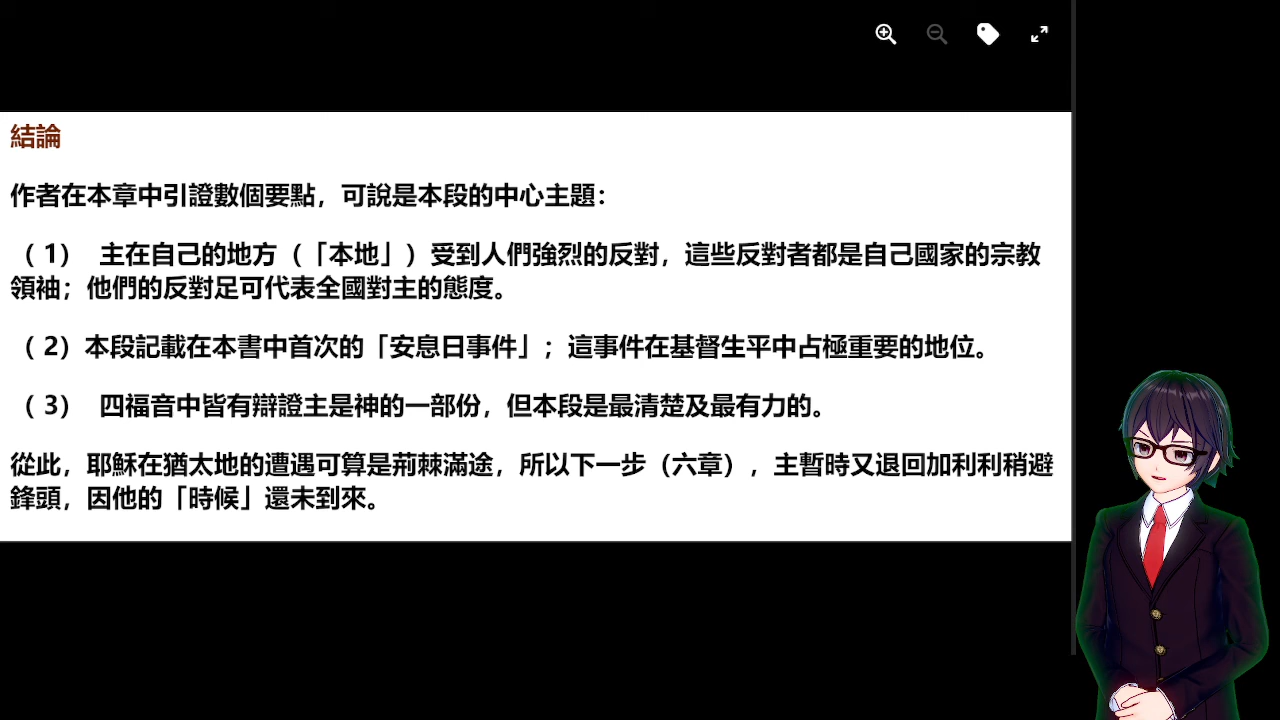 結論
作者在本章中引證數個要點，可說是本段的中心主題：
（ 1） 主在自己的地方（「本地」）受到人們強烈的反對，這些反對者都是自己國家的宗教
領袖；他們的反對足可代表全國對主的態度。
（ 2）本段記載在本書中首次的「安息日事件」；這事件在基督生平中占極重要的地位。
（ 3） 四福音中皆有辯證主是神的一部份，但本段是最清楚及最有力的。
從此，耶穌在猶太地的遭遇可算是荊棘滿途，所以下一步（六章），主暫時又退回加利利稍避
鋒頭，因他的「時候」還未到來。